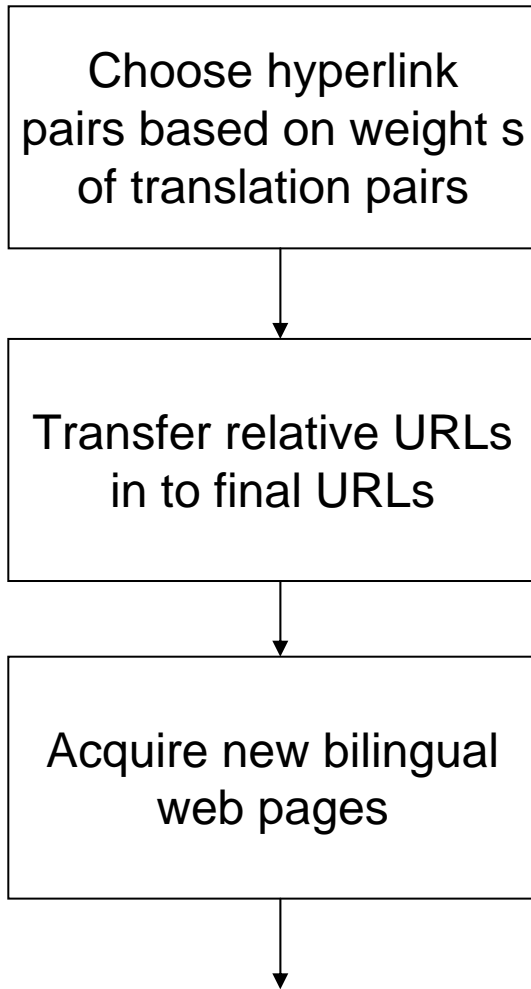 Choose hyperlink
pairs based on weight s
of translation pairs
Transfer relative URLs
in to final URLs
Acquire new bilingual
web pages